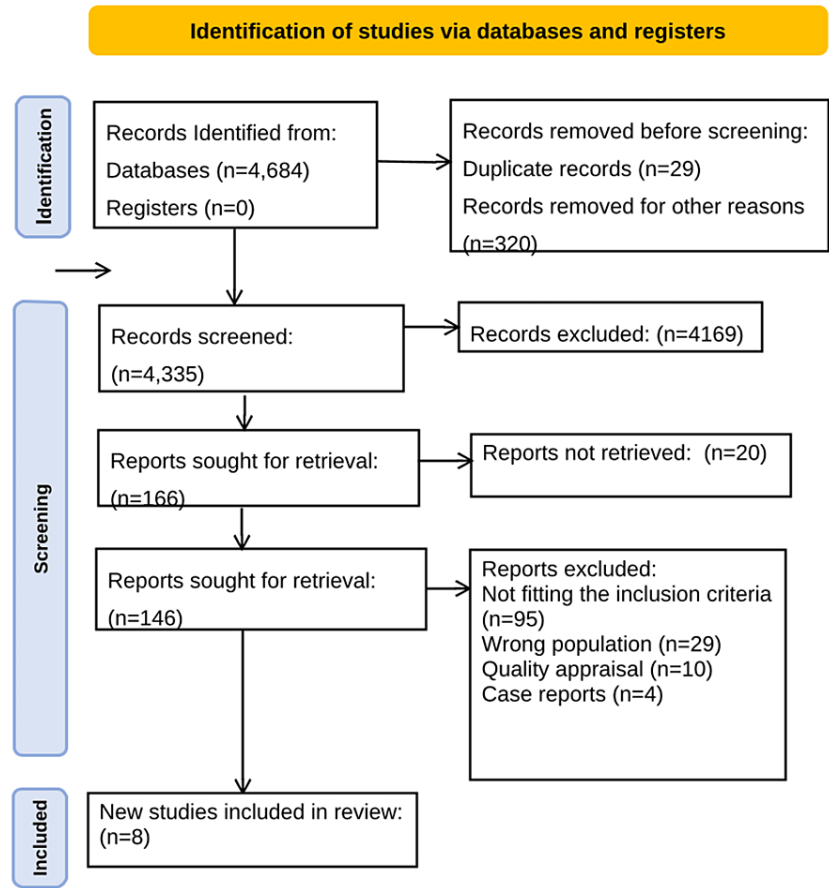 Identification of studies via databases and registers
Identification
Records Identified from:
Databases (n=4,684)
Registers (n=0)
Records removed before screening:
Duplicate records (n=29)
Records removed for other reasons
(n=320)
Screening
Records screened:
(n=4,335)
Records excluded: (n=4169)
Reports sought for retrieval:
(n=166)
Reports not retrieved: (n=20)
Reports sought for retrieval:
(n=146)
Reports excluded:
Not fitting the inclusion criteria
(n=95)
Wrong population (n=29)
Quality appraisal (n=10)
Case reports (n=4)
Included
New studies included in review:
(n=8)